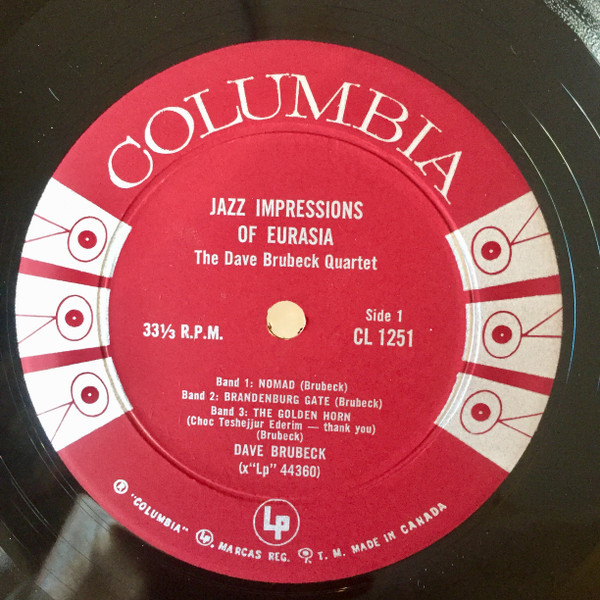 COLUMBIA
JAZZ IMPRESSIONS
OF EURASIA
The Dave Brubeck Quartet
33⅓ R.P.M.
Side 1
CL 1251
Band 1: NOMAD (Brubeck)
Band 2: BRANDENBURG GATE (Brubeck)
Band 3: THE GOLDEN HORN
(Choc Teshejjur Ederim — thank you)
(Brubeck)
DAVE BRUBECK
(x"Lp" 44360)
Lp
® "COLUMBIA" MARCAS REG. T. M. MADE IN CANADA